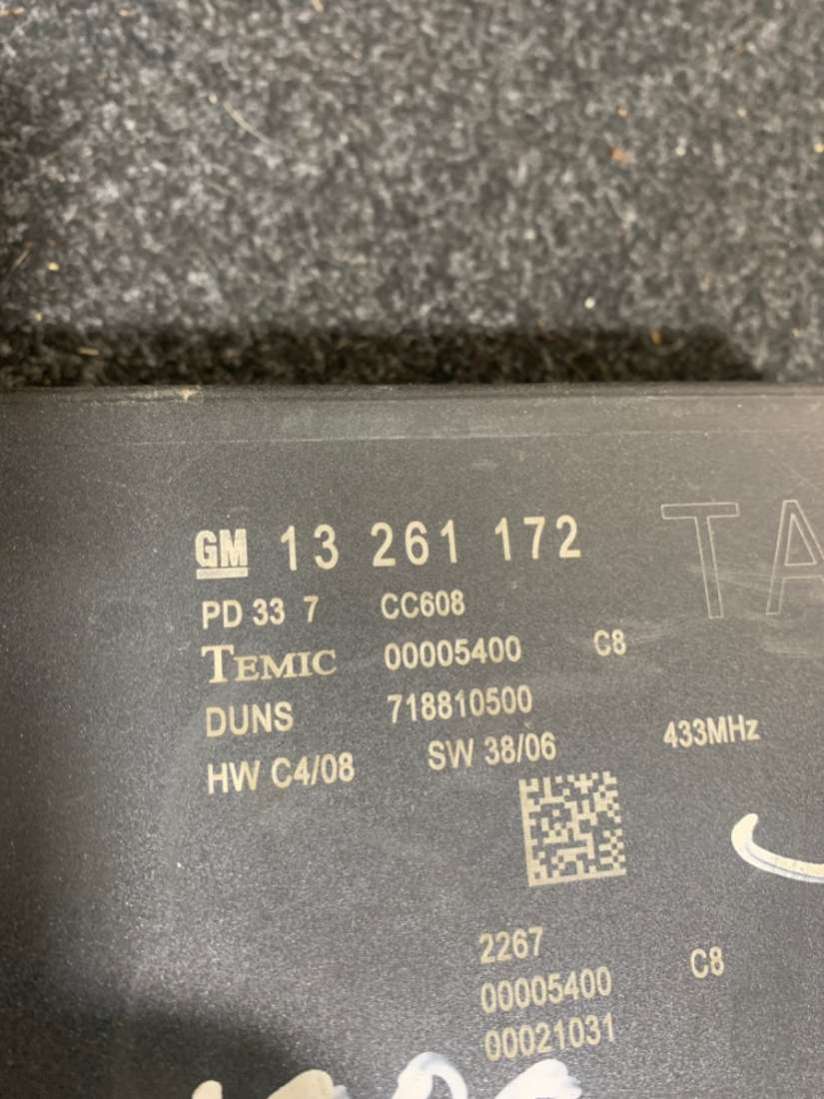 GM 13 261 172
TA
PD 33 7 CC608
TEMIC 00005400 C8
DUNS 718810500
HW C4/08 SW 38/06 433MHz
2267
00005400 C8
00021031